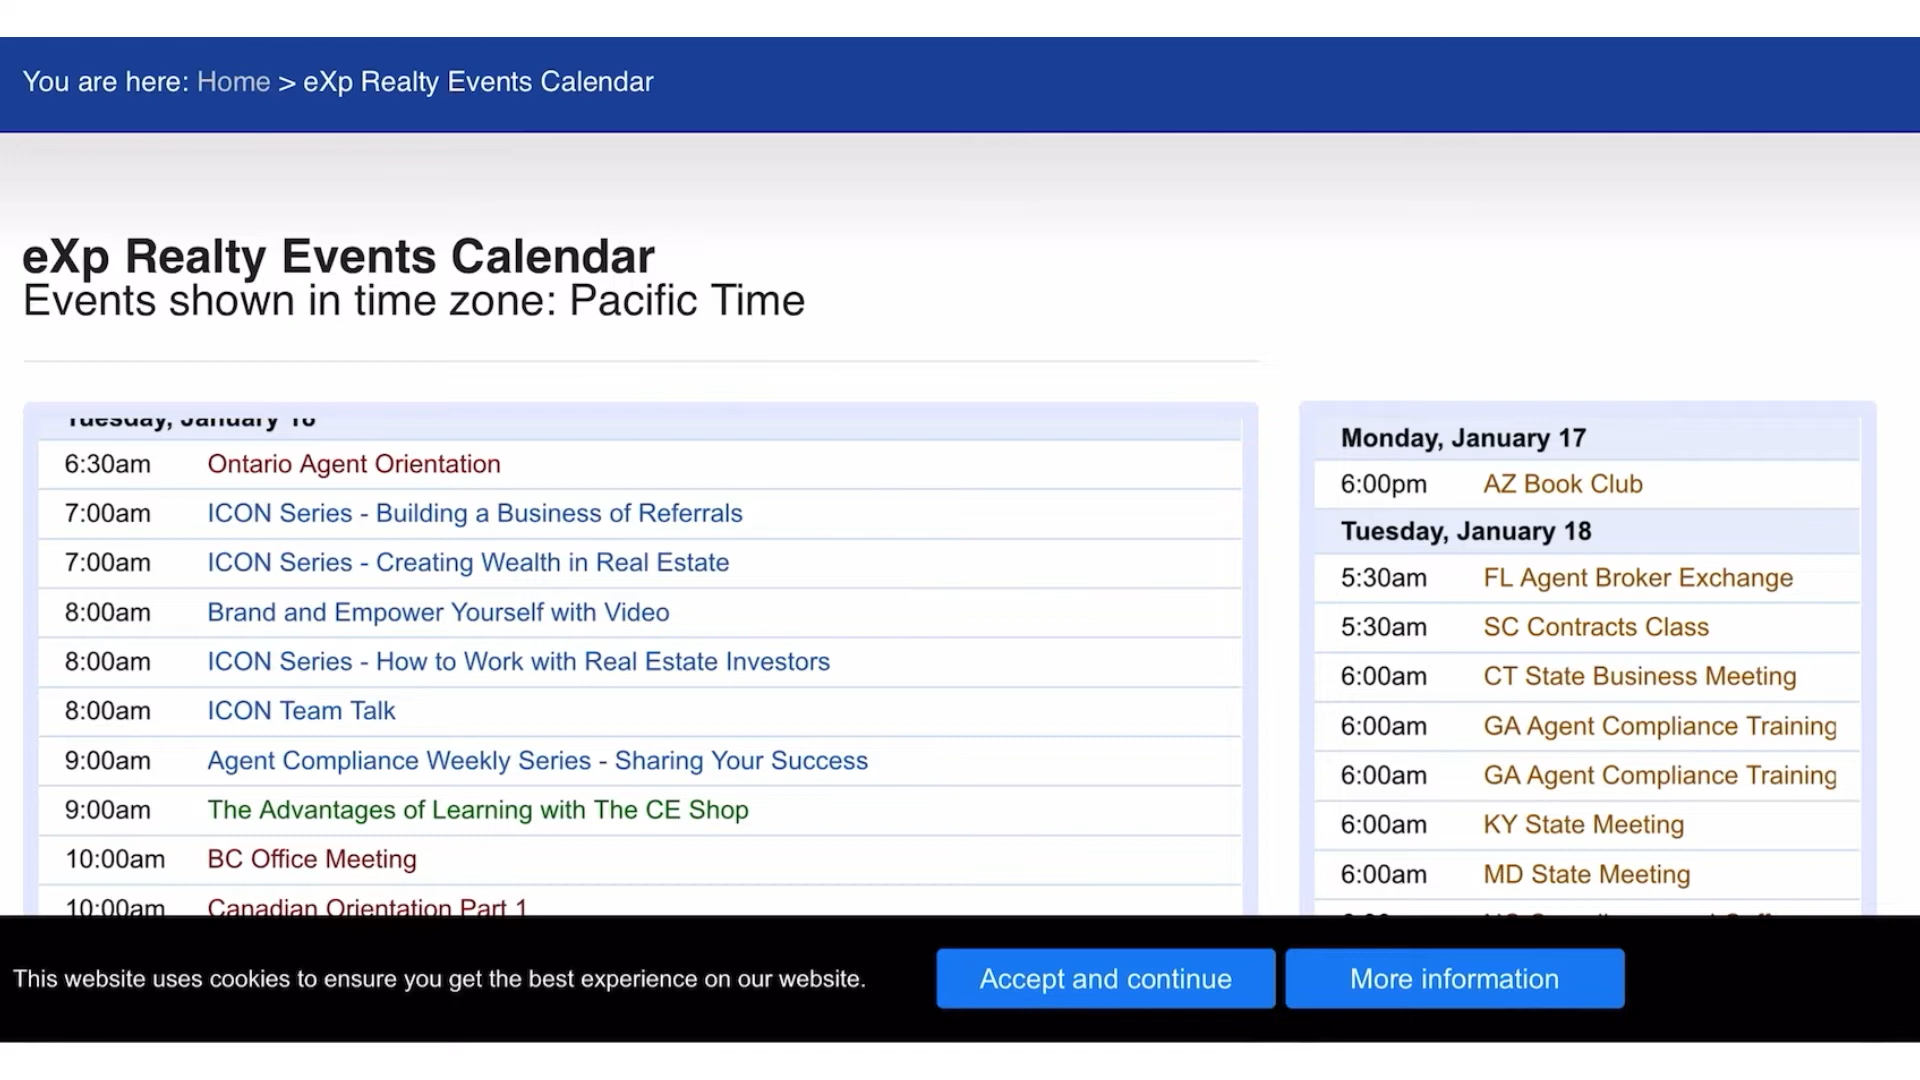 You are here: Home > eXp Realty Events Calendar
eXp Realty Events Calendar
Events shown in time zone: Pacific Time
Tuesday, January 18
6:30am Ontario Agent Orientation
7:00am ICON Series - Building a Business of Referrals
7:00am ICON Series - Creating Wealth in Real Estate
8:00am Brand and Empower Yourself with Video
8:00am ICON Series - How to Work with Real Estate Investors
8:00am ICON Team Talk
9:00am Agent Compliance Weekly Series - Sharing Your Success
9:00am The Advantages of Learning with The CE Shop
10:00am BC Office Meeting
10:00am Canadian Orientation Part 1
Monday, January 17
6:00pm AZ Book Club
Tuesday, January 18
5:30am FL Agent Broker Exchange
5:30am SC Contracts Class
6:00am CT State Business Meeting
6:00am GA Agent Compliance Training
6:00am GA Agent Compliance Training
6:00am KY State Meeting
6:00am MD State Meeting
This website uses cookies to ensure you get the best experience on our website.
Accept and continue
More information